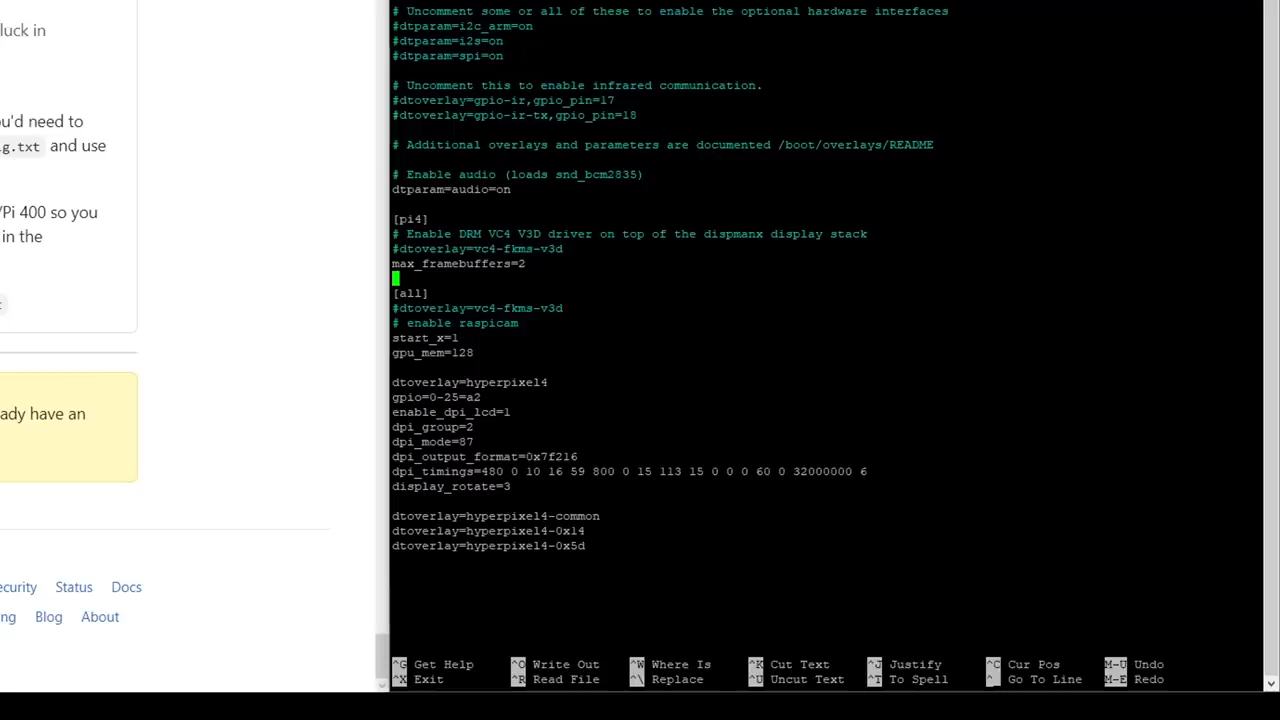 luck in
ou'd need to
g.txt and use
/Pi 400 so you
in the
ady have an
ecurity Status Docs
ng Blog About
# Uncomment some or all of these to enable the optional hardware interfaces
#dtparam=i2c_arm=on
#dtparam=i2s=on
#dtparam=spi=on
# Uncomment this to enable infrared communication.
#dtoverlay=gpio-ir,gpio_pin=17
#dtoverlay=gpio-ir-tx,gpio_pin=18
# Additional overlays and parameters are documented /boot/overlays/README
# Enable audio (loads snd_bcm2835)
dtparam=audio=on
[pi4]
# Enable DRM VC4 V3D driver on top of the dispmanx display stack
#dtoverlay=vc4-fkms-v3d
max_framebuffers=2
[all]
#dtoverlay=vc4-fkms-v3d
# enable raspicam
start_x=1
gpu_mem=128
dtoverlay=hyperpixel4
gpio=0-25=a2
enable_dpi_lcd=1
dpi_group=2
dpi_mode=87
dpi_output_format=0x7f216
dpi_timings=480 0 10 16 59 800 0 15 113 15 0 0 0 60 0 32000000 6
display_rotate=3
dtoverlay=hyperpixel4-common
dtoverlay=hyperpixel4-0x14
dtoverlay=hyperpixel4-0x5d
^G Get Help ^O Write Out ^W Where Is ^K Cut Text ^J Justify ^C Cur Pos M-U Undo
^X Exit ^R Read File ^\ Replace ^U Uncut Text ^T To Spell ^_ Go To Line M-E Redo